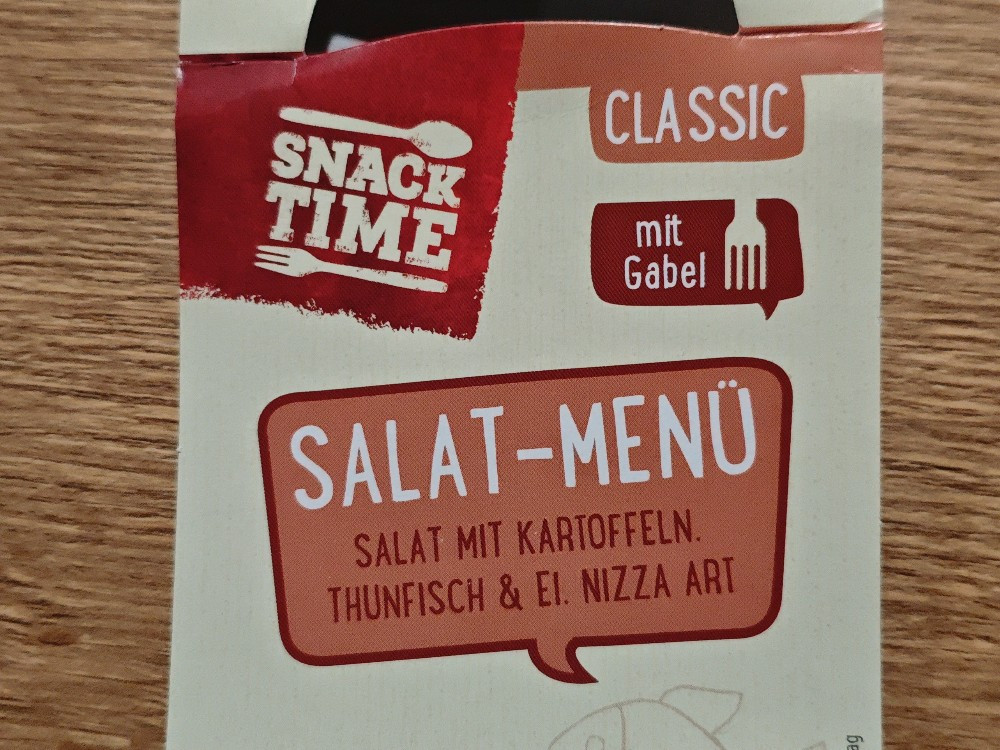 SNACK
TIME
CLASSIC
mit
Gabel
SALAT-MENÜ
SALAT MIT KARTOFFELN,
THUNFISCH & EI, NIZZA ART